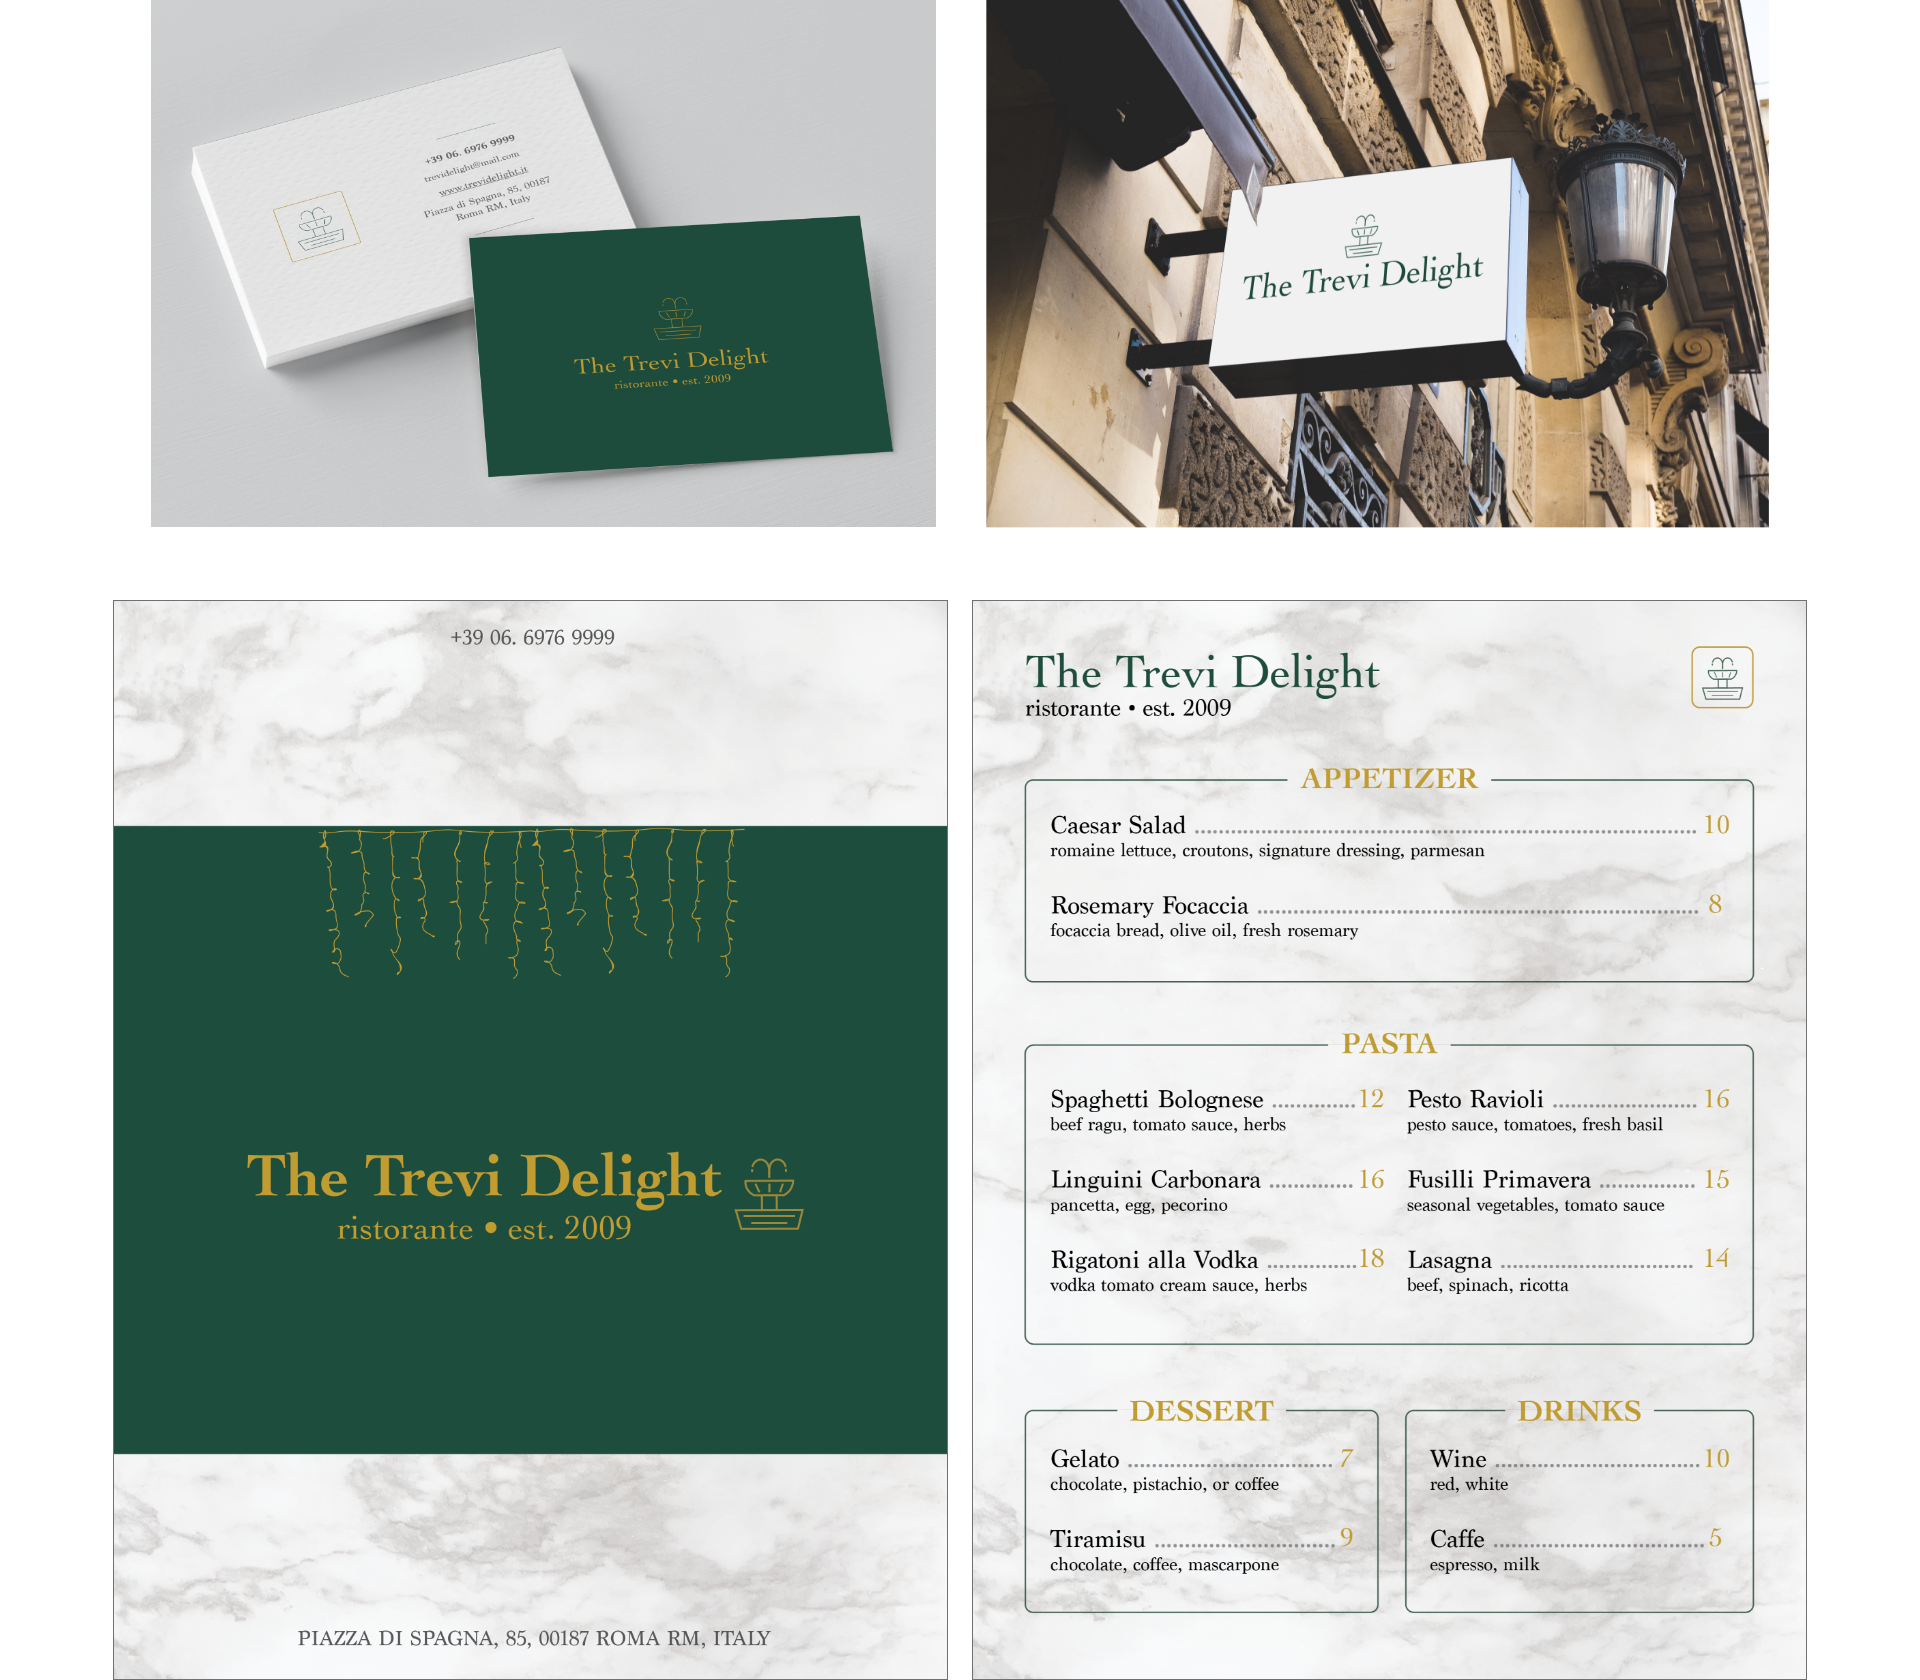 +39 06. 6976 9999
trevidelight@mail.com
www.trevidelight.it
Piazza di Spagna, 85, 00187
Roma RM, Italy
The Trevi Delight
ristorante • est. 2009
The Trevi Delight
+39 06. 6976 9999
The Trevi Delight
ristorante • est. 2009
PIAZZA DI SPAGNA, 85, 00187 ROMA RM, ITALY
The Trevi Delight
ristorante • est. 2009
APPETIZER
Caesar Salad 10
romaine lettuce, croutons, signature dressing, parmesan
Rosemary Focaccia 8
focaccia bread, olive oil, fresh rosemary
PASTA
Spaghetti Bolognese 12
beef ragu, tomato sauce, herbs
Linguini Carbonara 16
pancetta, egg, pecorino
Rigatoni alla Vodka 18
vodka tomato cream sauce, herbs
Pesto Ravioli 16
pesto sauce, tomatoes, fresh basil
Fusilli Primavera 15
seasonal vegetables, tomato sauce
Lasagna 14
beef, spinach, ricotta
DESSERT
Gelato 7
chocolate, pistachio, or coffee
Tiramisu 9
chocolate, coffee, mascarpone
DRINKS
Wine 10
red, white
Caffe 5
espresso, milk